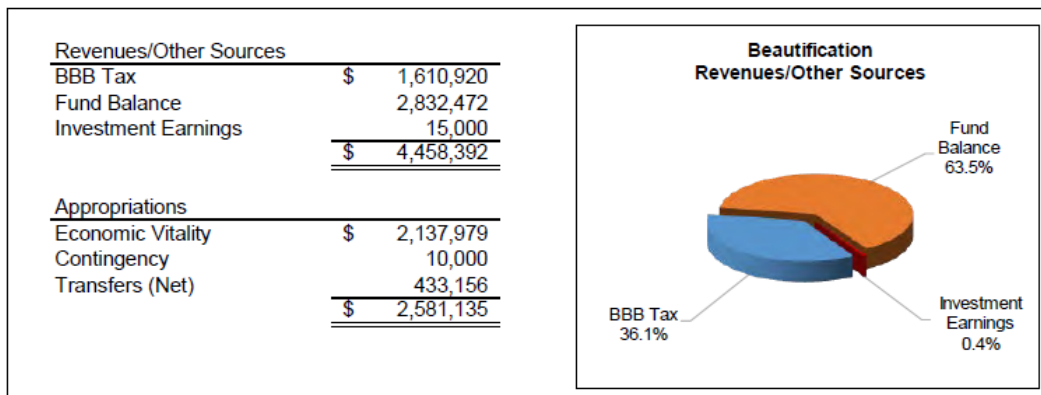 Revenues/Other Sources
BBB Tax $ 1,610,920
Fund Balance 2,832,472
Investment Earnings 15,000
$ 4,458,392
Appropriations
Economic Vitality $ 2,137,979
Contingency 10,000
Transfers (Net) 433,156
$ 2,581,135
Beautification
Revenues/Other Sources
Fund
Balance
63.5%
BBB Tax
36.1%
Investment
Earnings
0.4%